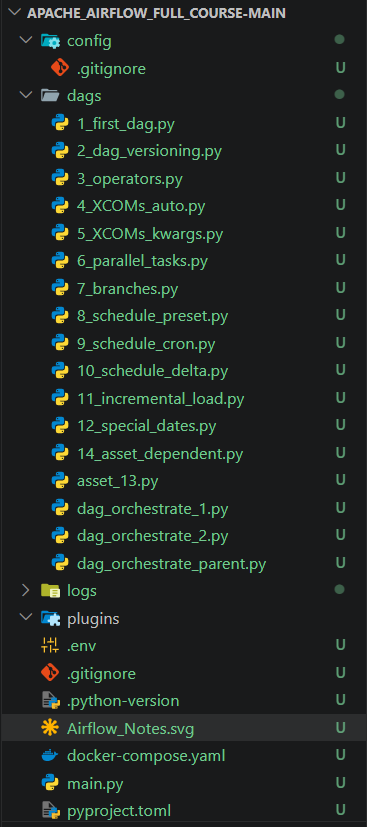 APACHE_AIRFLOW_FULL_COURSE-MAIN
config
.gitignore U
dags
1_first_dag.py U
2_dag_versioning.py U
3_operators.py U
4_XCOMs_auto.py U
5_XCOMs_kwargs.py U
6_parallel_tasks.py U
7_branches.py U
8_schedule_preset.py U
9_schedule_cron.py U
10_schedule_delta.py U
11_incremental_load.py U
12_special_dates.py U
14_asset_dependent.py U
asset_13.py U
dag_orchestrate_1.py U
dag_orchestrate_2.py U
dag_orchestrate_parent.py U
logs
plugins
.env U
.gitignore U
.python-version U
Airflow_Notes.svg U
docker-compose.yaml U
main.py U
pyproject.toml U